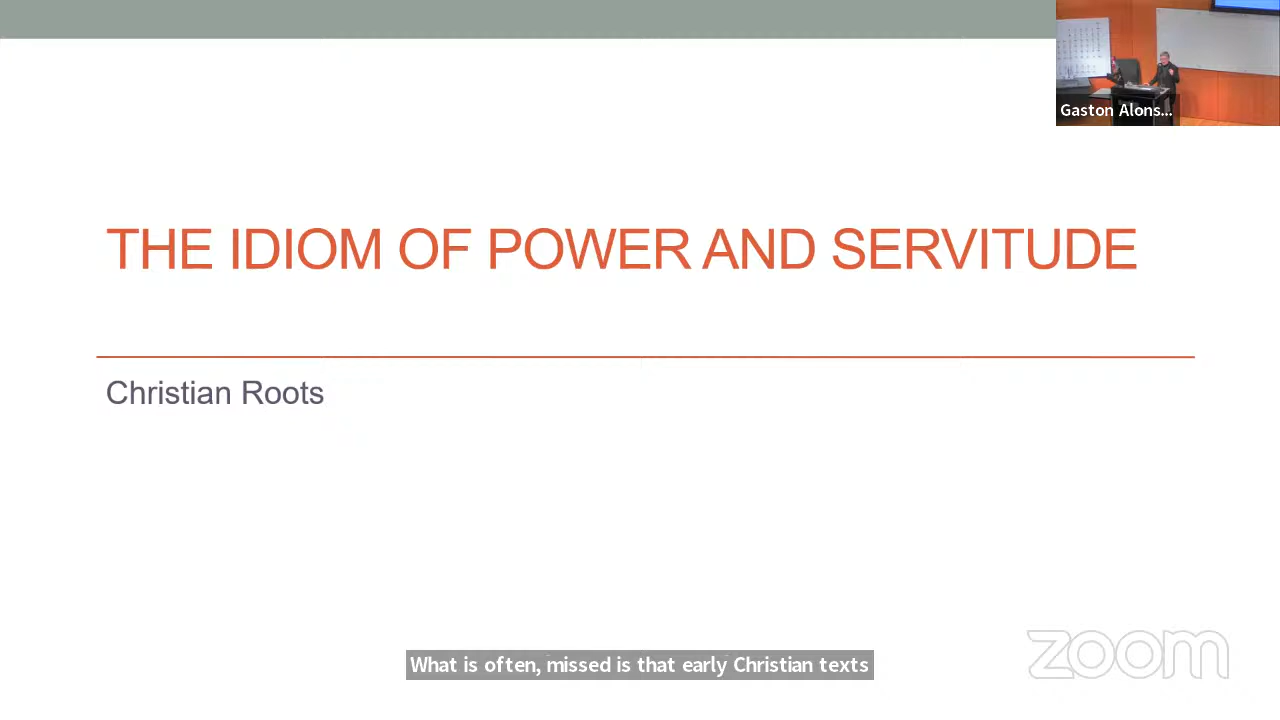 Gaston Alons...
THE IDIOM OF POWER AND SERVITUDE
Christian Roots
What is often, missed is that early Christian texts
zoom